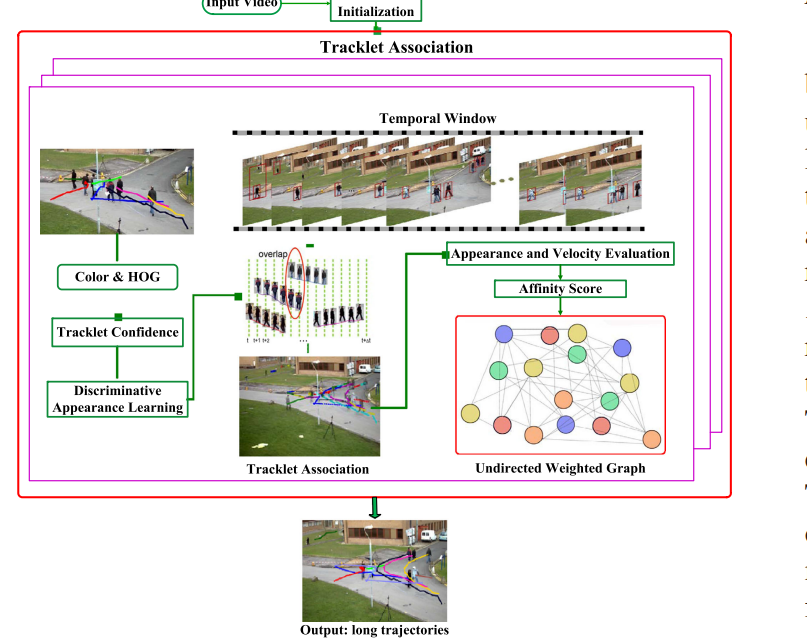 Input Video
Initialization
Tracklet Association
Temporal Window
Color & HOG
Tracklet Confidence
Discriminative
Appearance Learning
overlap
t t+1 t+2 ... t+Δt
Tracklet Association
Appearance and Velocity Evaluation
Affinity Score
Undirected Weighted Graph
Output: long trajectories